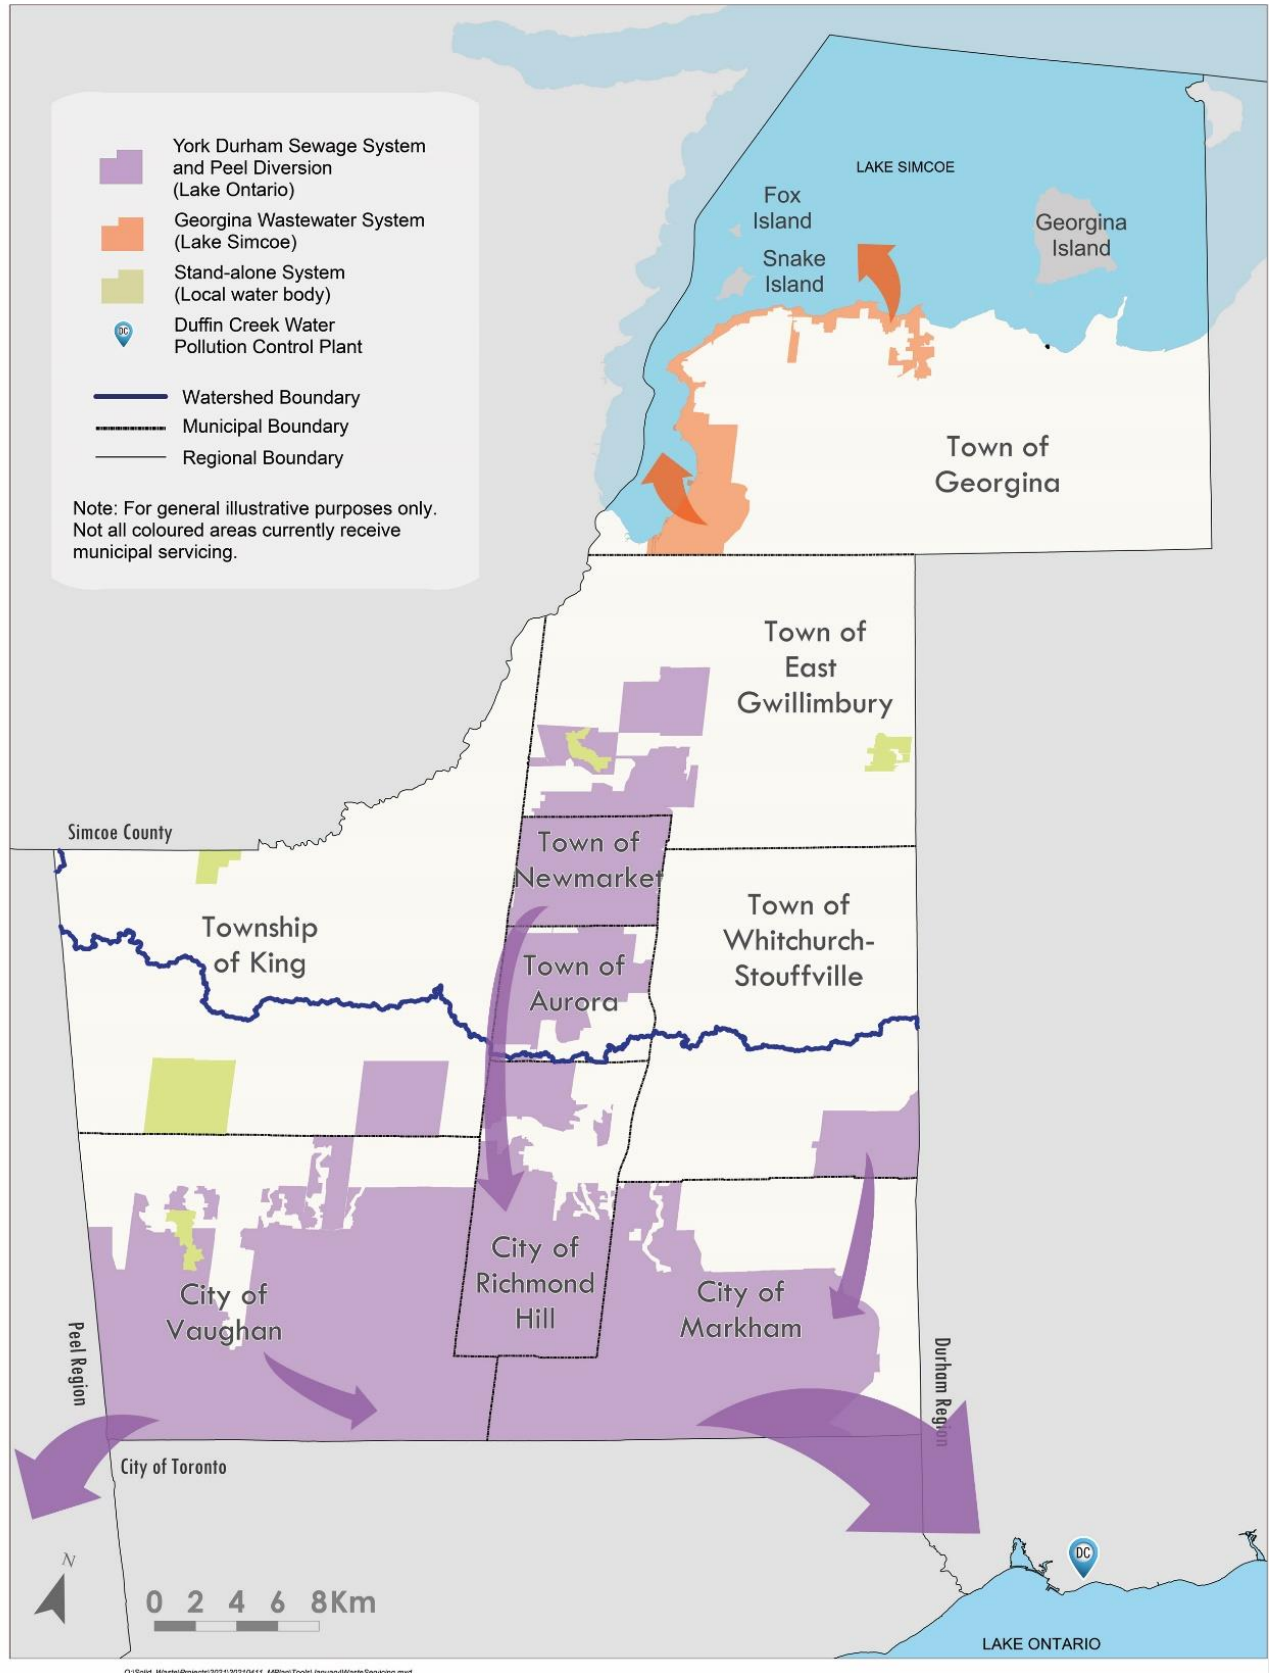 York Durham Sewage System
and Peel Diversion
(Lake Ontario)
Georgina Wastewater System
(Lake Simcoe)
Stand-alone System
(Local water body)
DC
Duffin Creek Water
Pollution Control Plant
Watershed Boundary
Municipal Boundary
Regional Boundary
Note: For general illustrative purposes only.
Not all coloured areas currently receive
municipal servicing.
LAKE SIMCOE
Fox
Island
Georgina
Island
Snake
Island
Town of
Georgina
Town of
East
Gwillimbury
Simcoe County
Town of
Newmarket
Town of
Whitchurch-
Stouffville
Township
of King
Town of
Aurora
City of
Richmond
Hill
City of
Vaughan
City of
Markham
Peel Region
Durham Region
City of Toronto
N
0 2 4 6 8Km
DC
LAKE ONTARIO